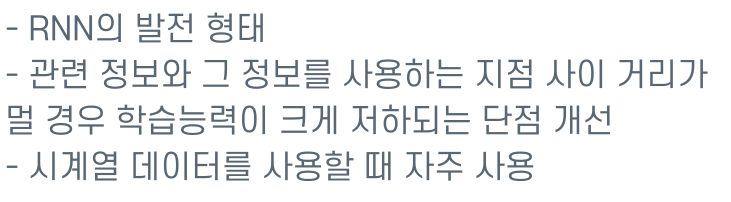 - RNN의 발전 형태
- 관련 정보와 그 정보를 사용하는 지점 사이 거리가
멀 경우 학습능력이 크게 저하되는 단점 개선
- 시계열 데이터를 사용할 때 자주 사용